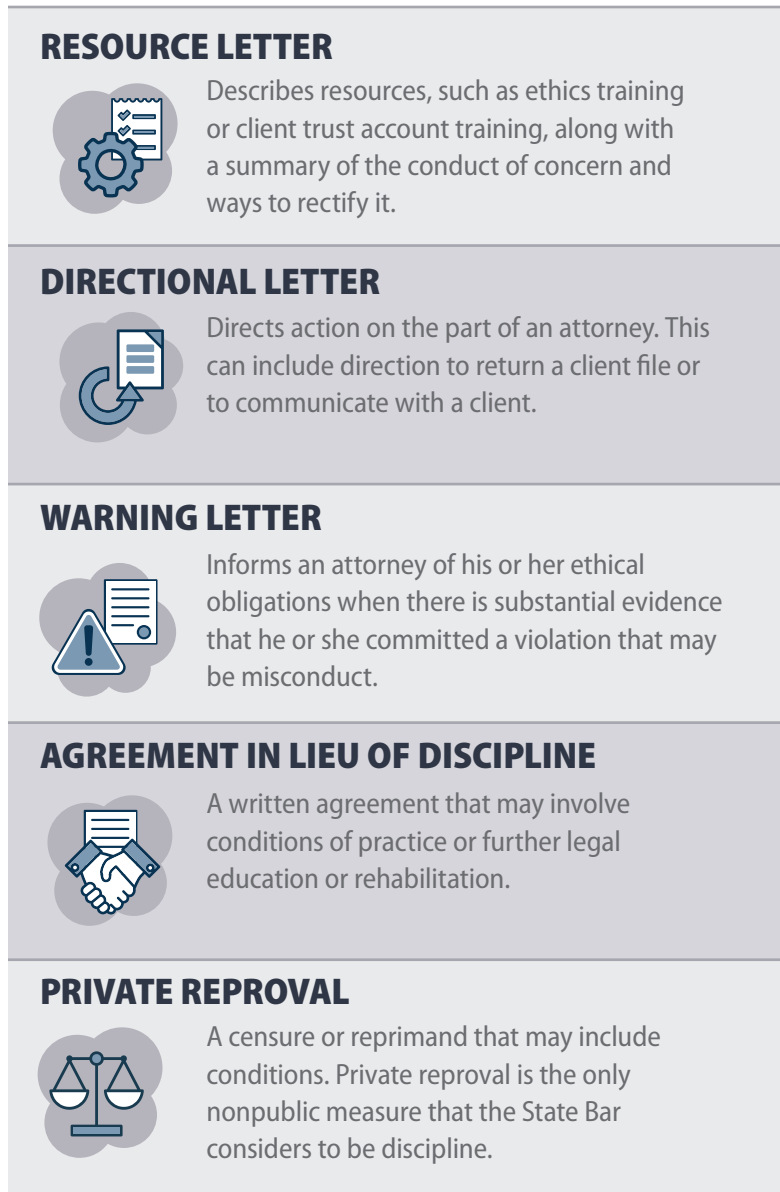 RESOURCE LETTER
Describes resources, such as ethics training
or client trust account training, along with
a summary of the conduct of concern and
ways to rectify it.
DIRECTIONAL LETTER
Directs action on the part of an attorney. This
can include direction to return a client file or
to communicate with a client.
WARNING LETTER
Informs an attorney of his or her ethical
obligations when there is substantial evidence
that he or she committed a violation that may
be misconduct.
AGREEMENT IN LIEU OF DISCIPLINE
A written agreement that may involve
conditions of practice or further legal
education or rehabilitation.
PRIVATE REPROVAL
A censure or reprimand that may include
conditions. Private reproval is the only
nonpublic measure that the State Bar
considers to be discipline.